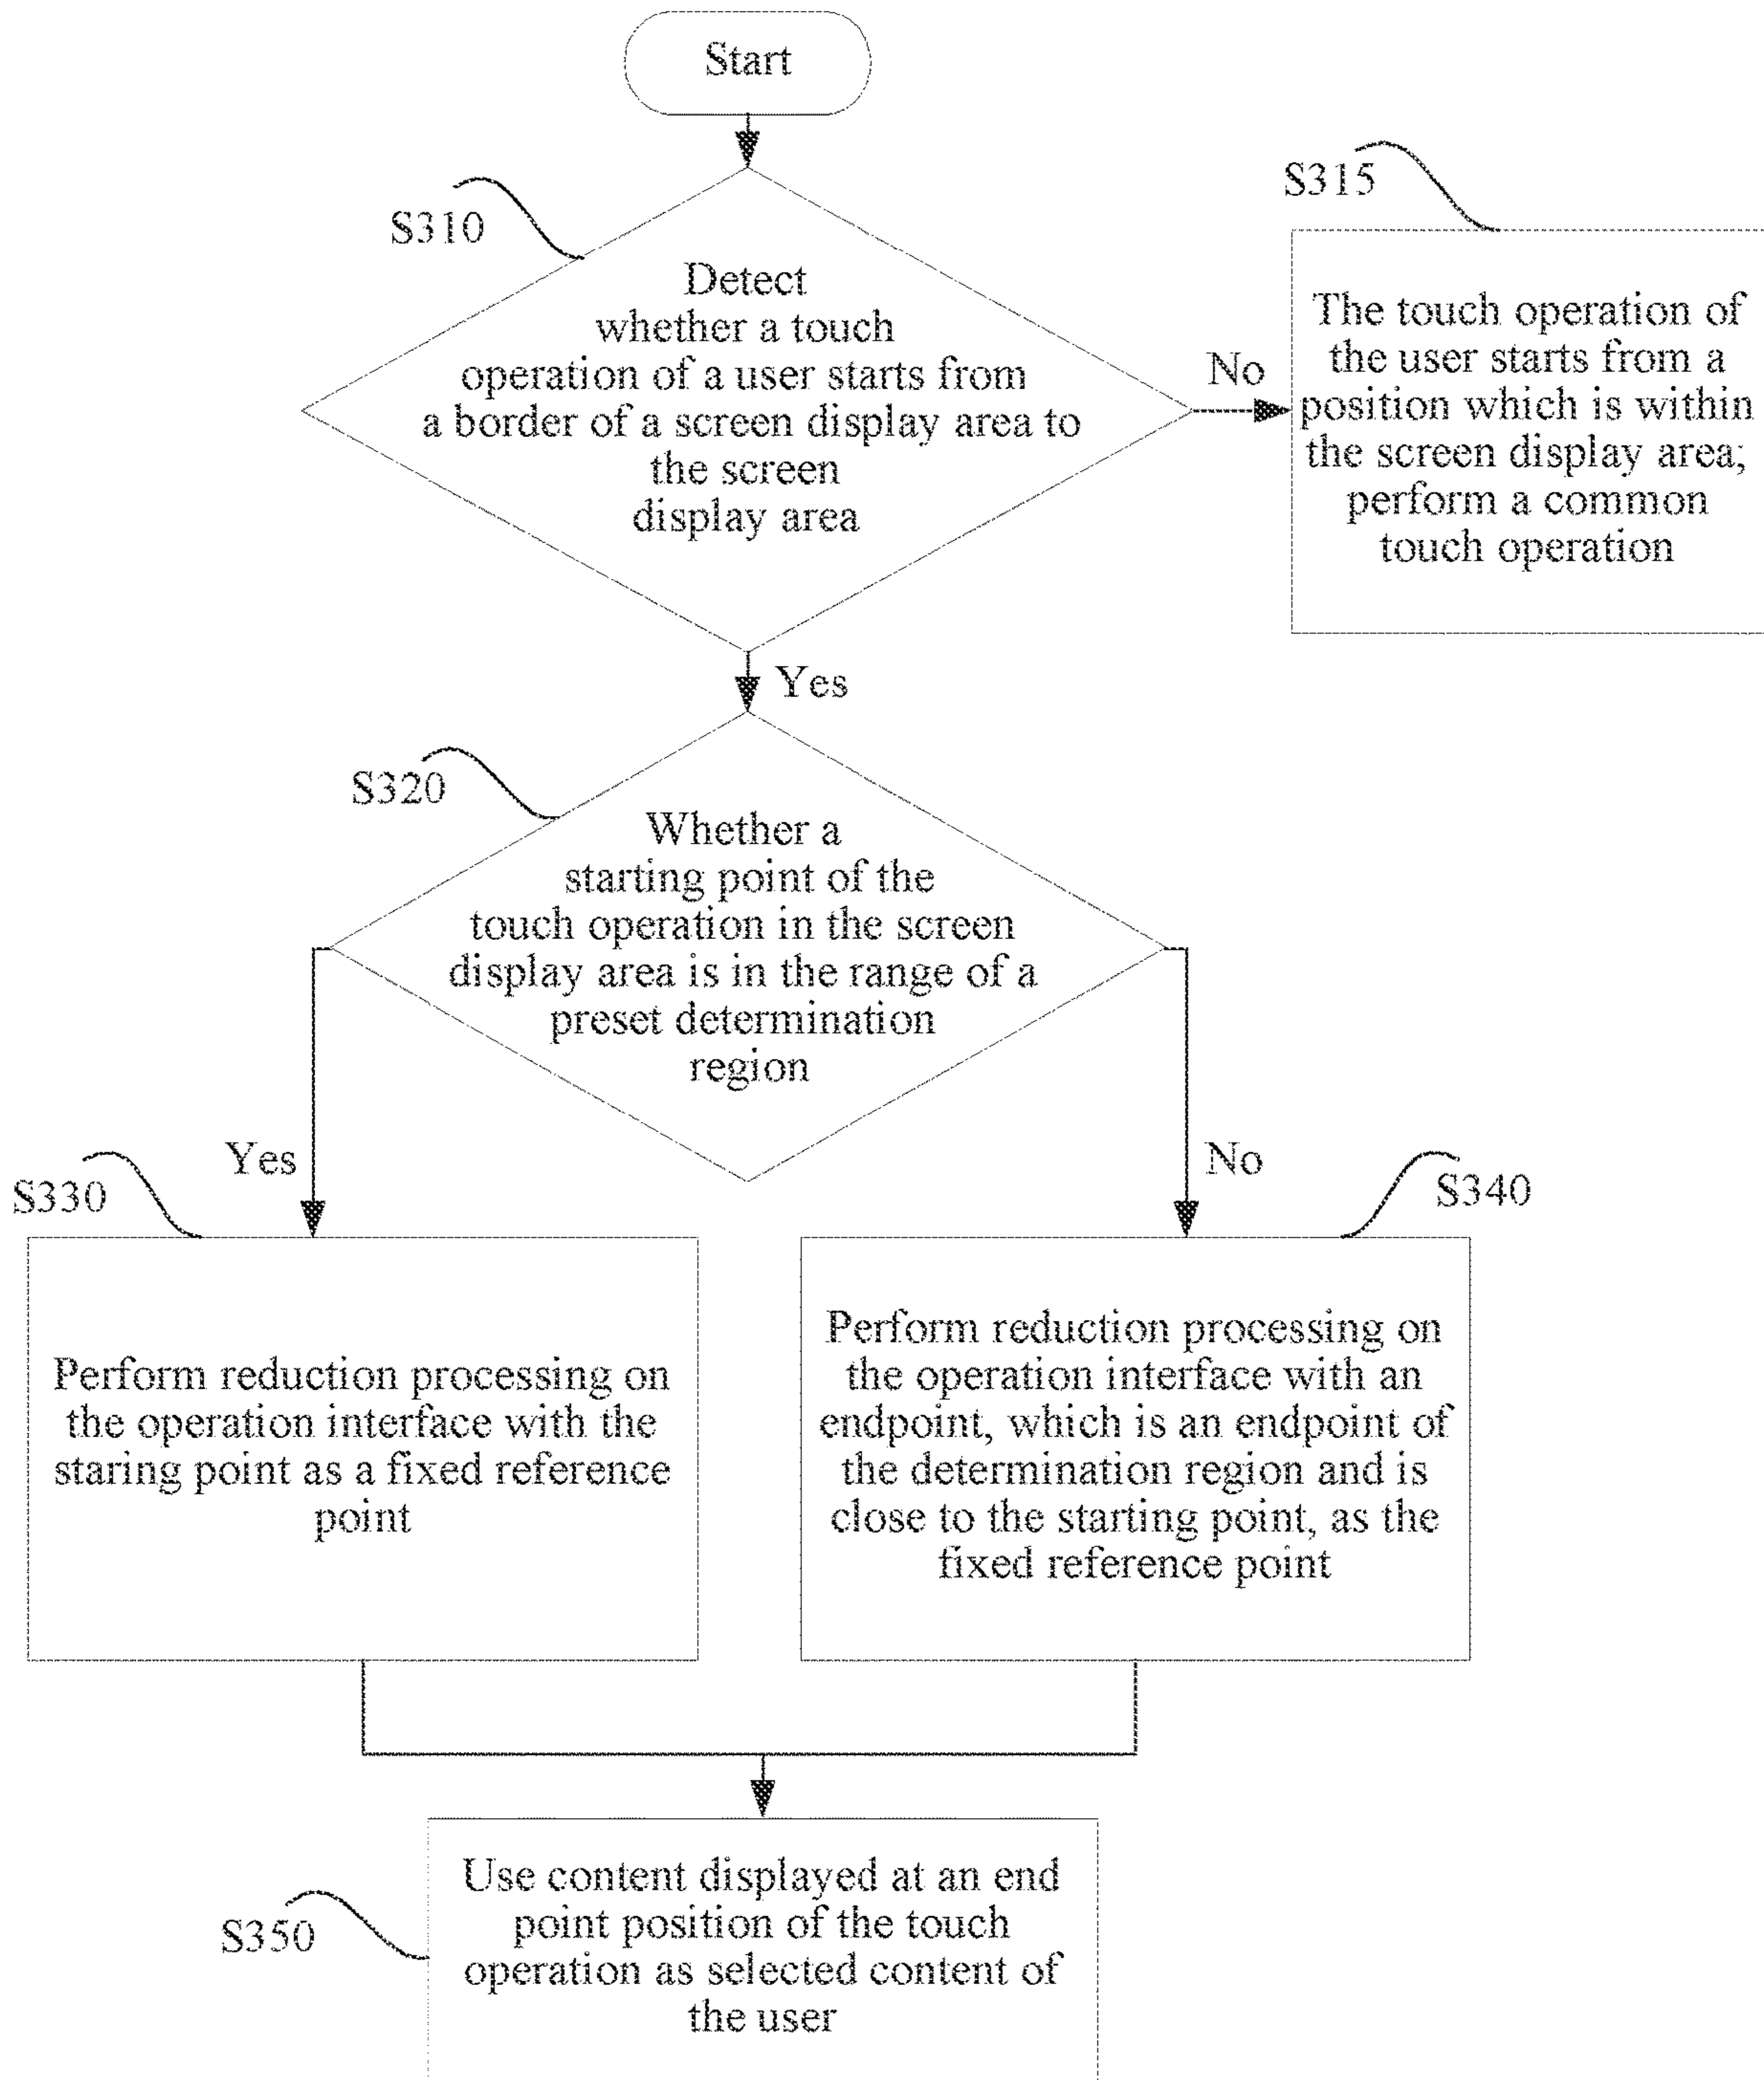 Start
S310
Detect
whether a touch
operation of a user starts from
a border of a screen display area to
the screen
display area
No
S315
The touch operation of
the user starts from a
position which is within
the screen display area;
perform a common
touch operation
Yes
S320
Whether a
starting point of the
touch operation in the screen
display area is in the range of a
preset determination
region
Yes
No
S330
Perform reduction processing on
the operation interface with the
staring point as a fixed reference
point
S340
Perform reduction processing on
the operation interface with an
endpoint, which is an endpoint of
the determination region and is
close to the starting point, as the
fixed reference point
S350
Use content displayed at an end
point position of the touch
operation as selected content of
the user